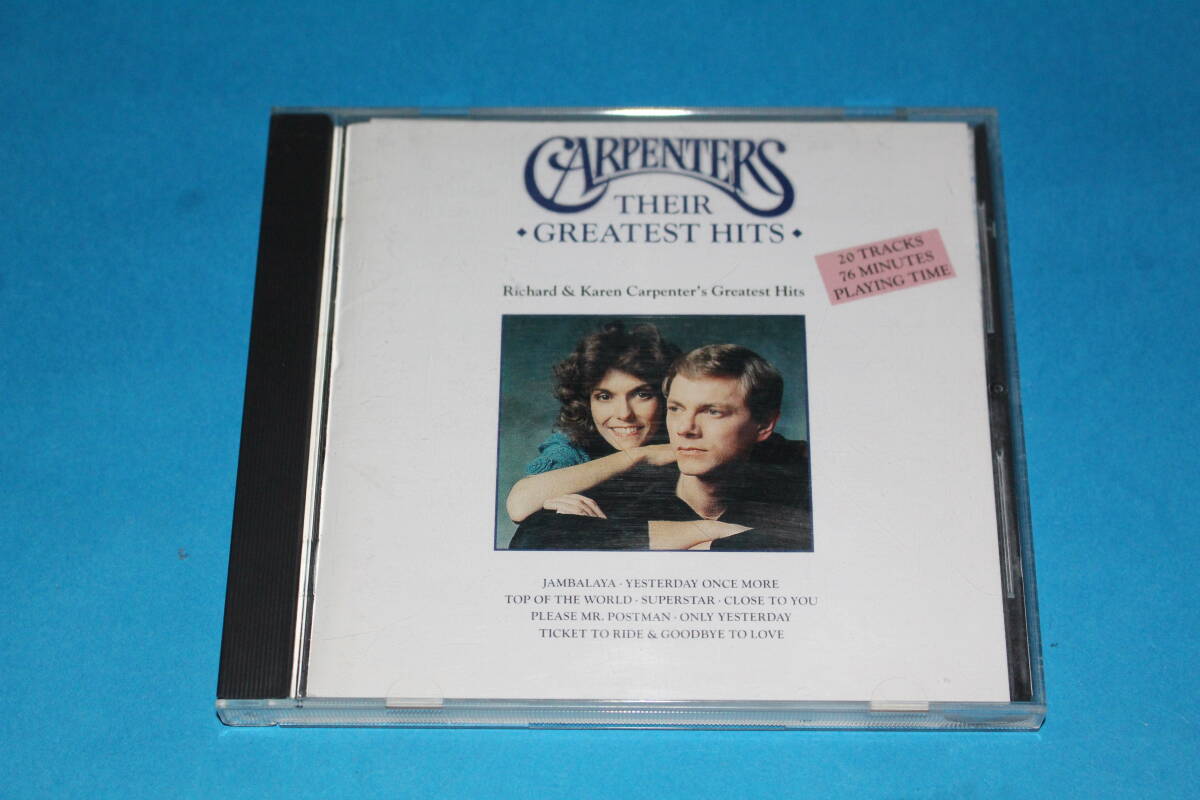 CARPENTERS
THEIR
• GREATEST HITS •
20 TRACKS
76 MINUTES
PLAYING TIME
Richard & Karen Carpenter's Greatest Hits
JAMBALAYA · YESTERDAY ONCE MORE
TOP OF THE WORLD · SUPERSTAR · CLOSE TO YOU
PLEASE MR. POSTMAN · ONLY YESTERDAY
TICKET TO RIDE & GOODBYE TO LOVE